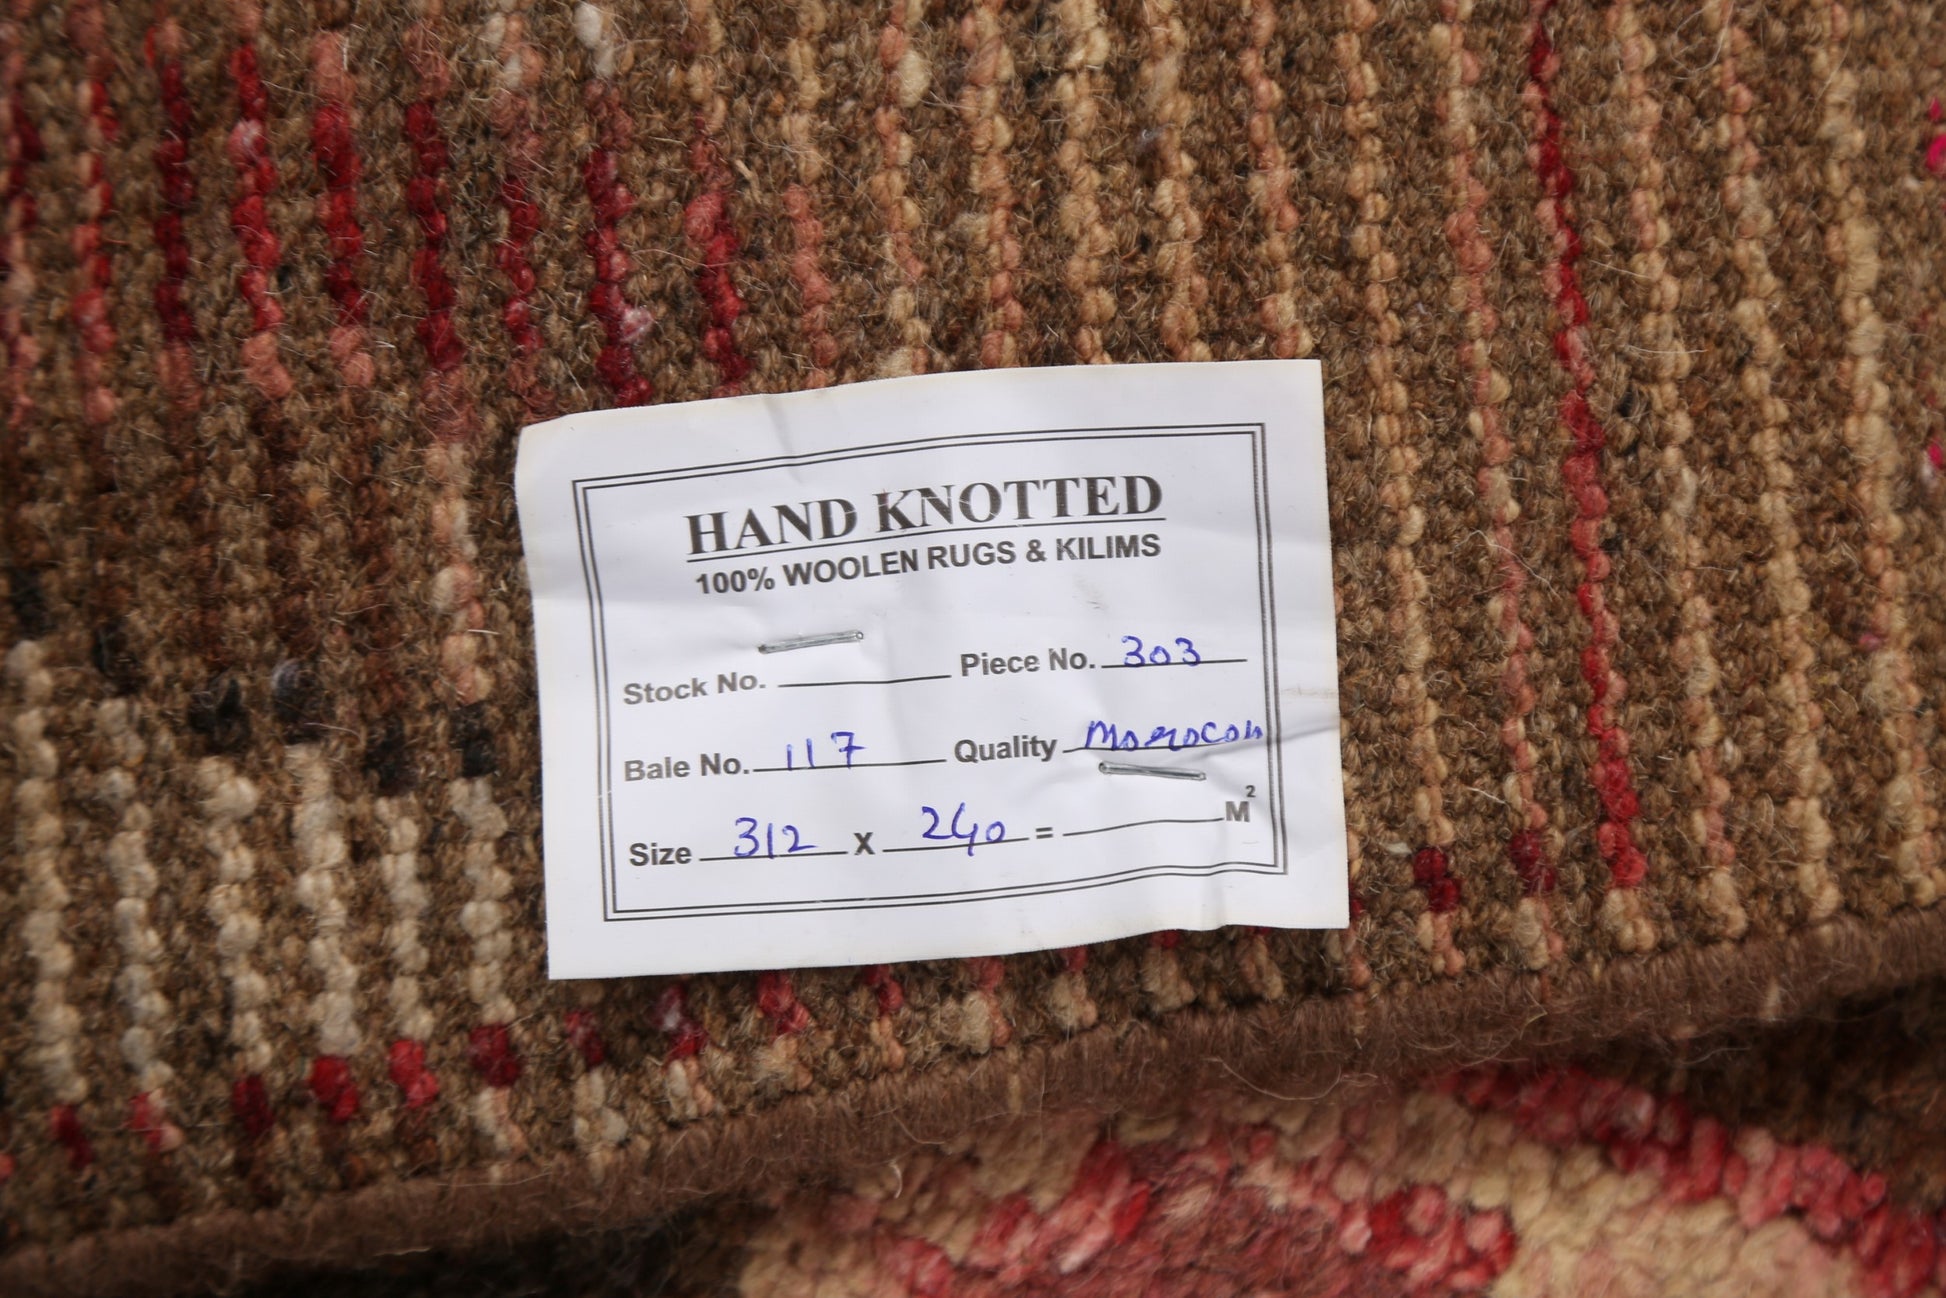 HAND KNOTTED
100% WOOLEN RUGS & KILIMS
Stock No. Piece No. 303
Bale No. 117 Quality Morocon
Size 312 X 240 = M²